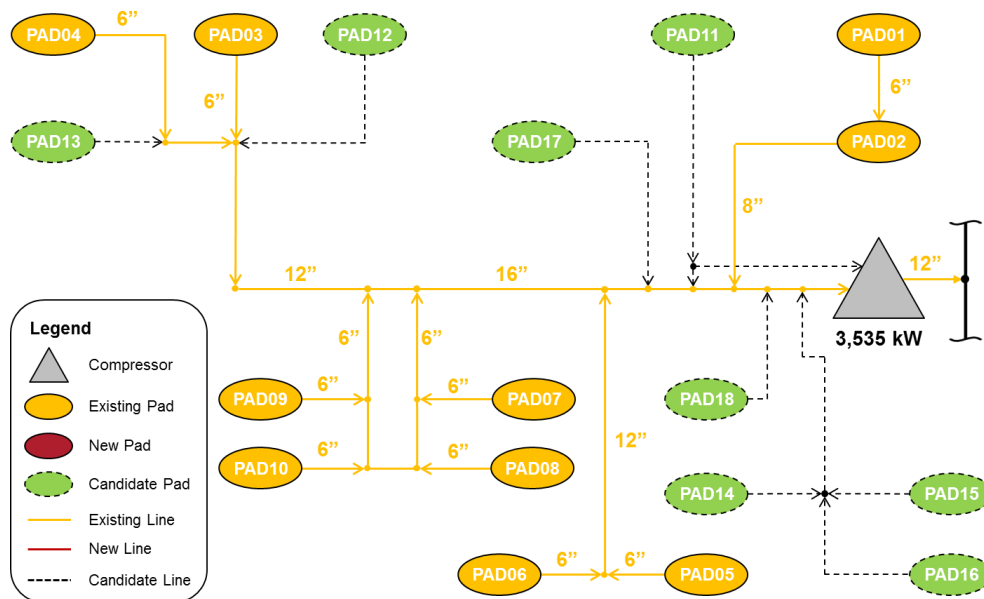 PAD04
6”
PAD03
PAD12
PAD11
PAD01
6”
6”
PAD13
PAD17
PAD02
8”
12”
16”
12”
3,535 kW
Legend
Compressor
Existing Pad
New Pad
Candidate Pad
Existing Line
New Line
Candidate Line
6”
6”
PAD09
6”
6”
PAD07
PAD18
PAD10
6”
6”
PAD08
12”
PAD14
PAD15
PAD06
6”
6”
PAD05
PAD16